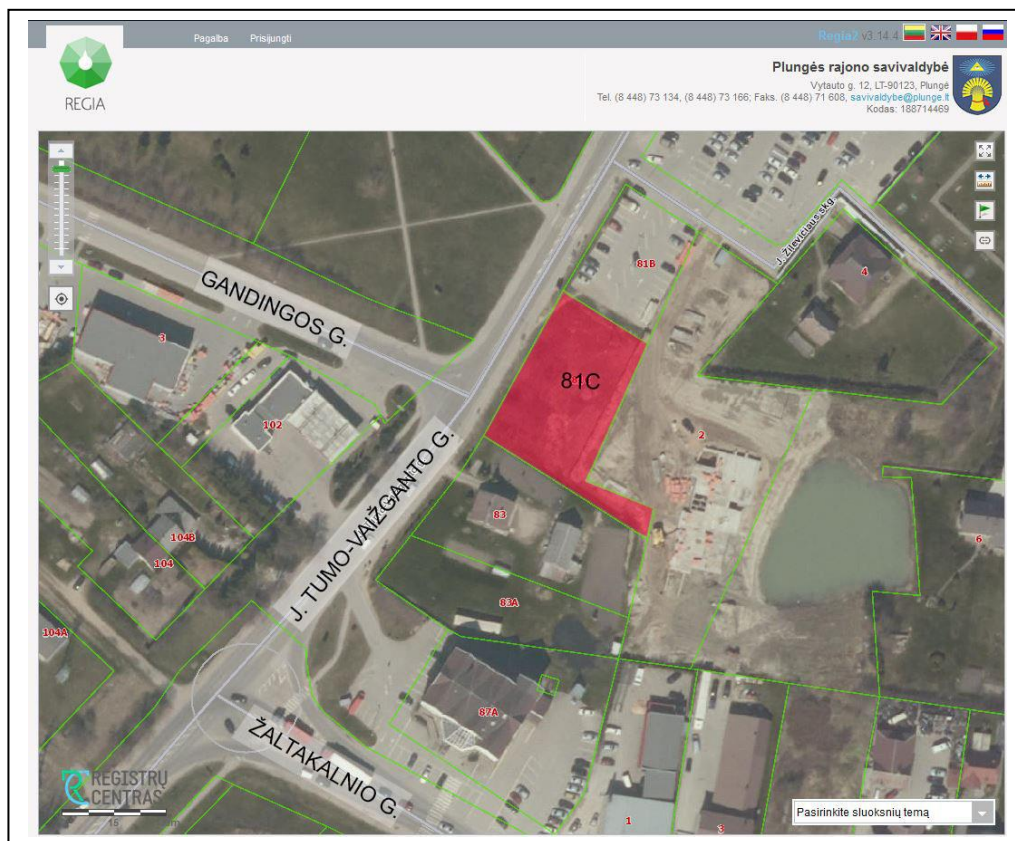 Pagalba Prisijungti
Regia2 v3.14.4
REGIA
Plungės rajono savivaldybė
Vytauto g. 12, LT-90123, Plungė
Tel. (8 448) 73 134, (8 448) 73 166; Faks. (8 448) 71 608, savivaldybe@plunge.lt
Kodas: 188714469
J. Žilevičiaus skg.
81B
4
GANDINGOS G.
3
81C
102
2
J. TUMO-VAIŽGANTO G.
83
104B
6
104
83A
104A
87A
ŽALTAKALNIO G.
REGISTRŲ
CENTRAS
15
Pasirinkite sluoksnių temą
1
3